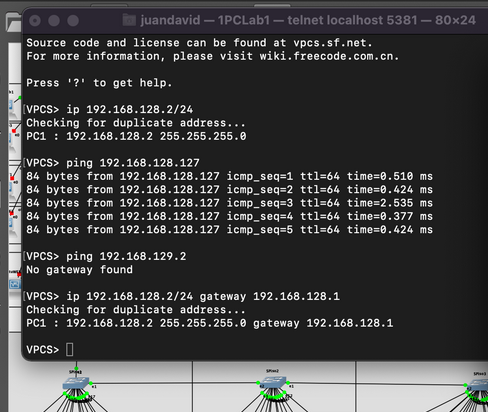 juandavid — 1PCLab1 — telnet localhost 5381 — 80×24
Source code and license can be found at vpcs.sf.net.
For more information, please visit wiki.freecode.com.cn.
Press '?' to get help.
[VPCS> ip 192.168.128.2/24
Checking for duplicate address...
PC1 : 192.168.128.2 255.255.255.0
[VPCS> ping 192.168.128.127
84 bytes from 192.168.128.127 icmp_seq=1 ttl=64 time=0.510 ms
84 bytes from 192.168.128.127 icmp_seq=2 ttl=64 time=0.424 ms
84 bytes from 192.168.128.127 icmp_seq=3 ttl=64 time=2.535 ms
84 bytes from 192.168.128.127 icmp_seq=4 ttl=64 time=0.377 ms
84 bytes from 192.168.128.127 icmp_seq=5 ttl=64 time=0.424 ms
[VPCS> ping 192.168.129.2
No gateway found
[VPCS> ip 192.168.128.2/24 gateway 192.168.128.1
Checking for duplicate address...
PC1 : 192.168.128.2 255.255.255.0 gateway 192.168.128.1
VPCS>